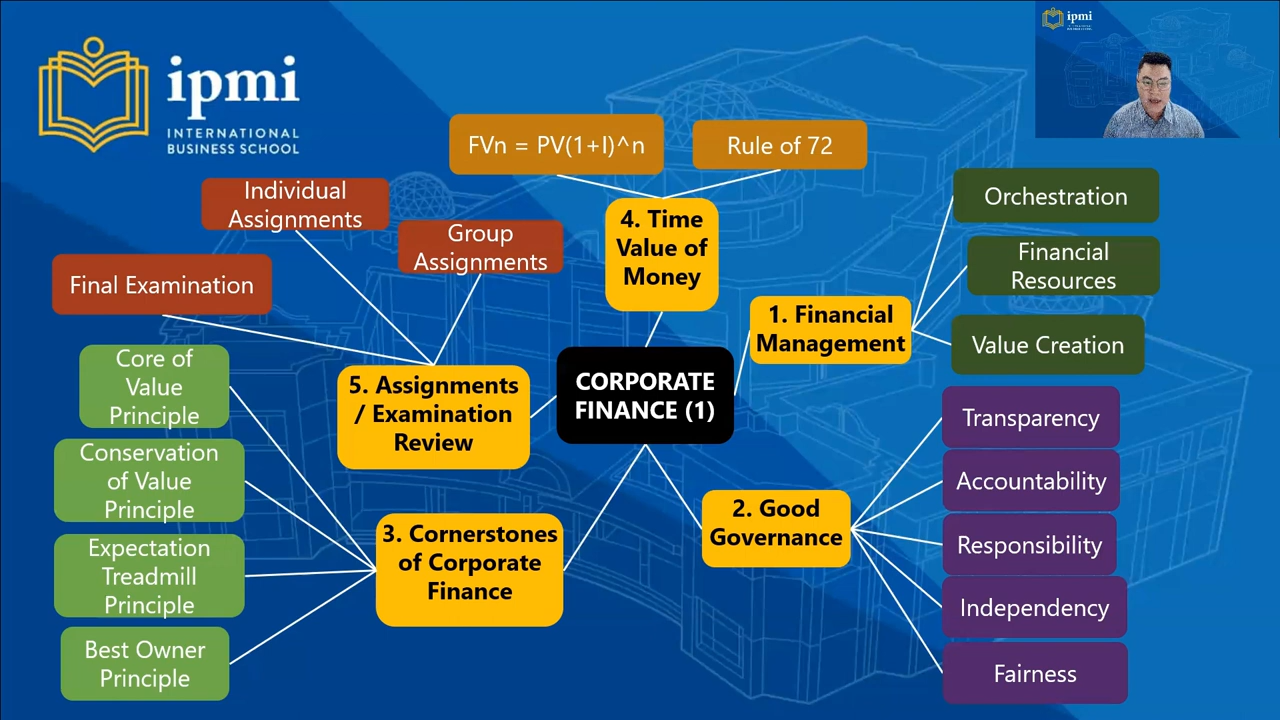 ipmi
INTERNATIONAL
BUSINESS SCHOOL
ipmi
FVn = PV(1+I)^n
Rule of 72
Individual
Assignments
Group
Assignments
Final Examination
4. Time
Value of
Money
Orchestration
Financial
Resources
Value Creation
1. Financial
Management
CORPORATE
FINANCE (1)
5. Assignments
/ Examination
Review
Core of
Value
Principle
Conservation
of Value
Principle
Expectation
Treadmill
Principle
Best Owner
Principle
3. Cornerstones
of Corporate
Finance
2. Good
Governance
Transparency
Accountability
Responsibility
Independency
Fairness